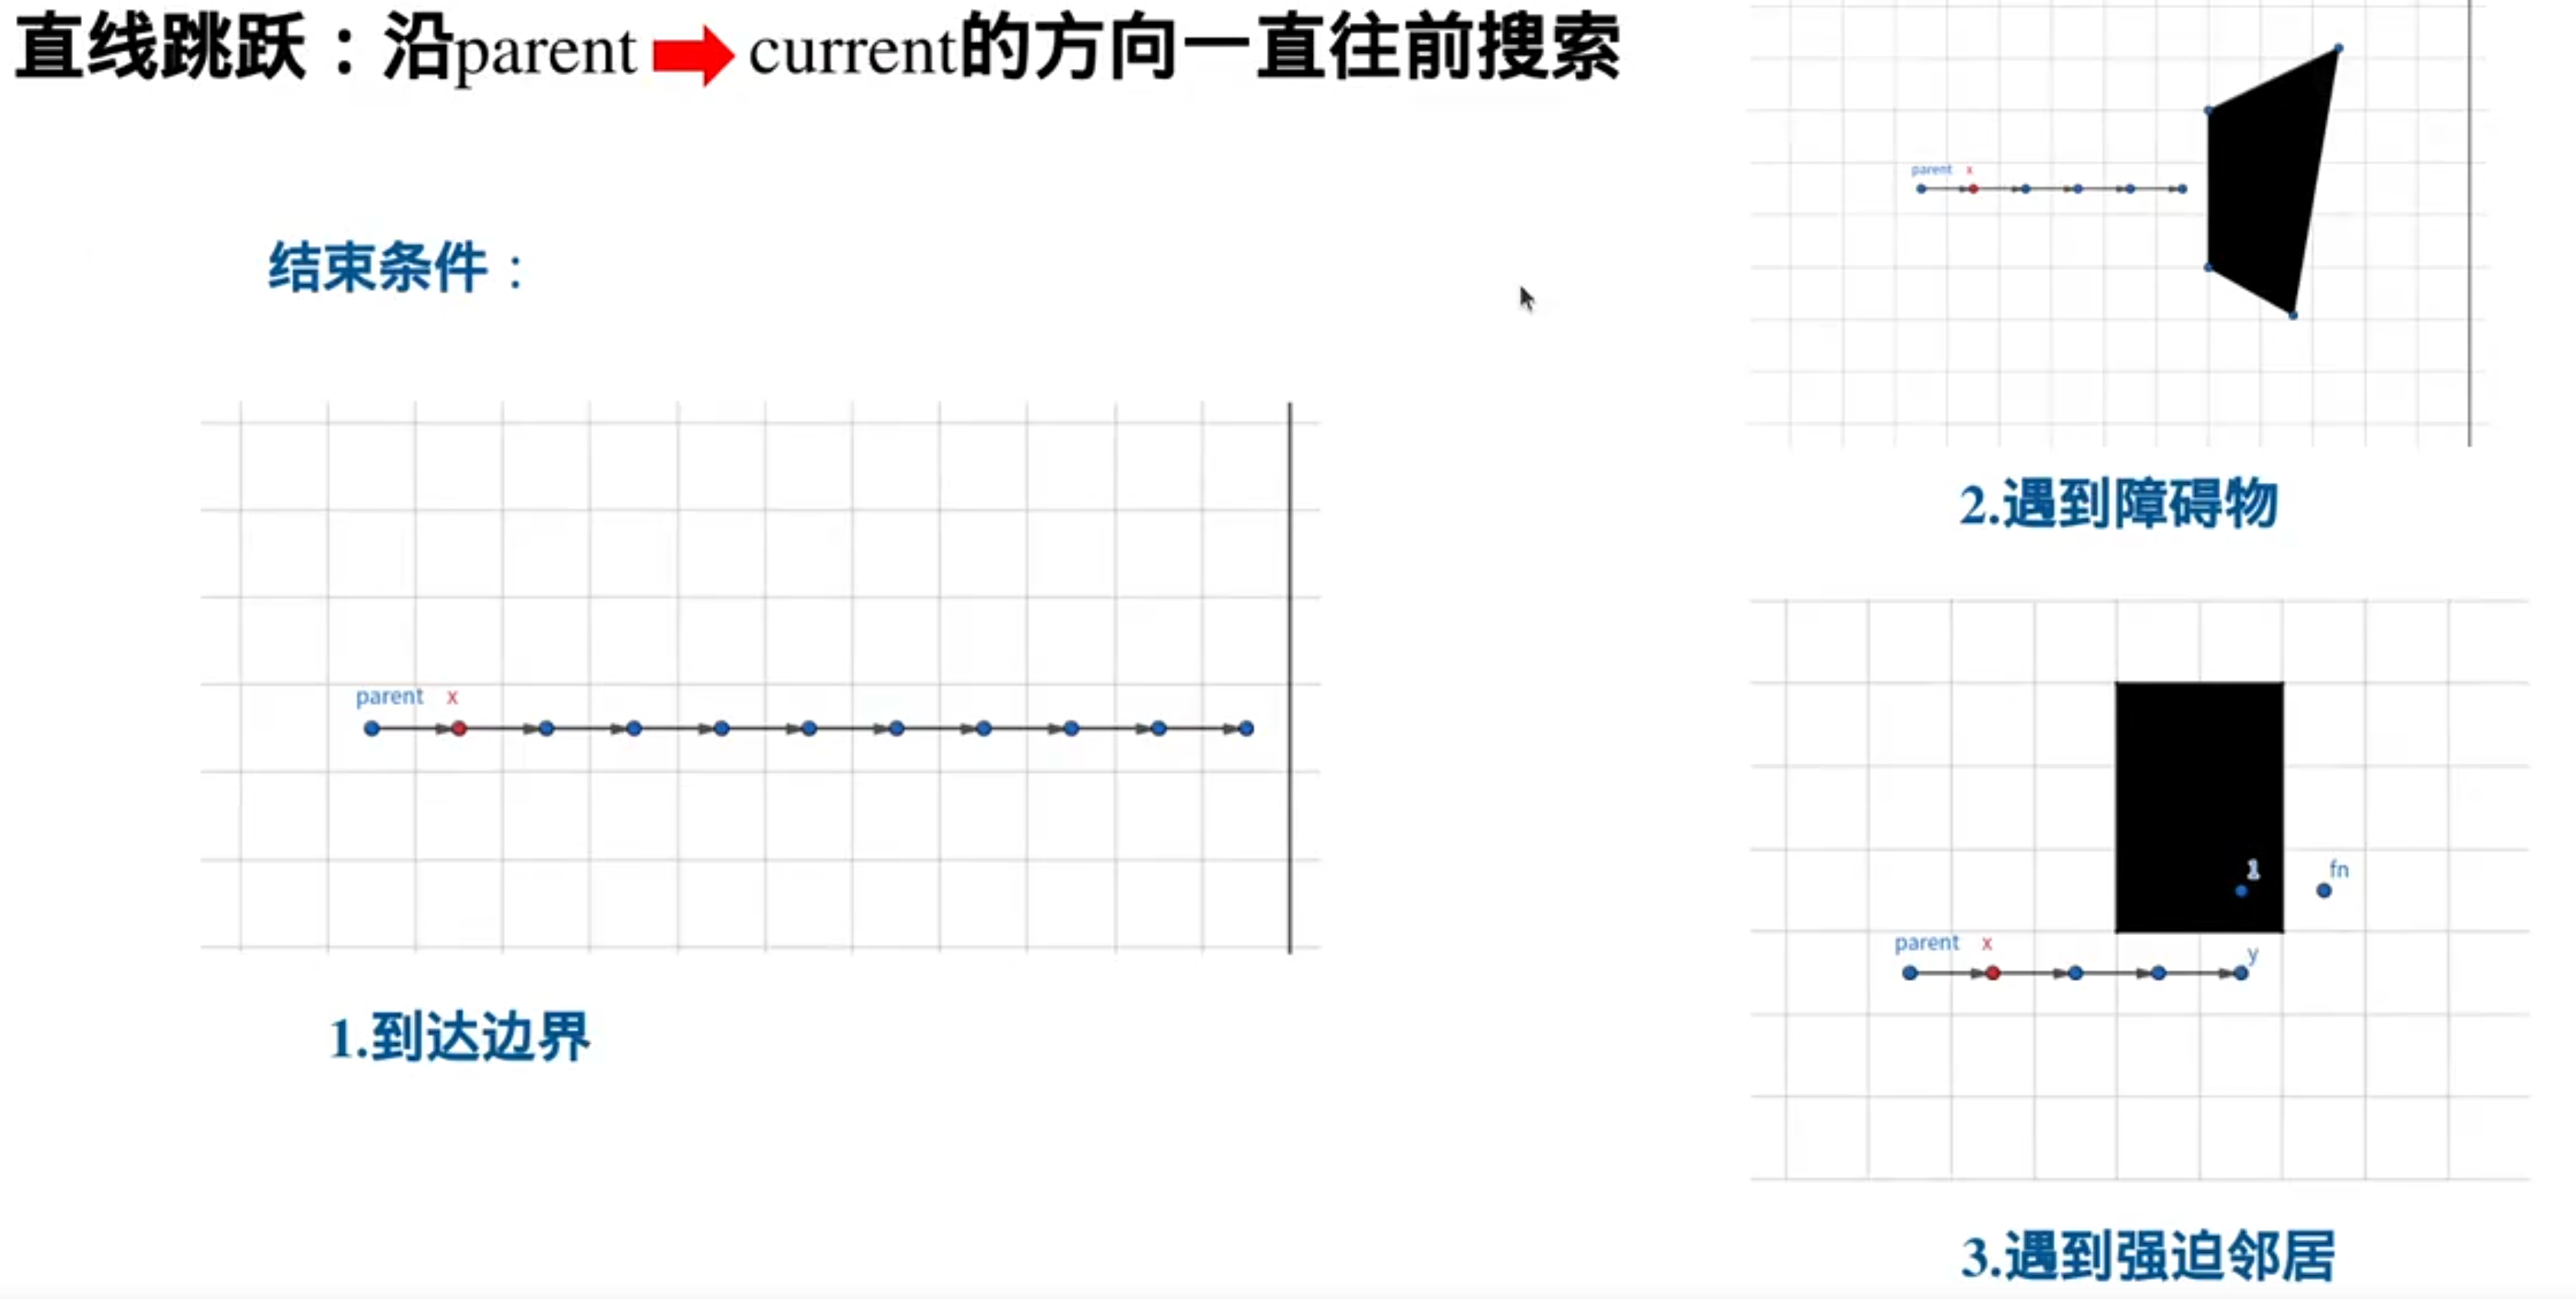 直线跳跃：沿parent current的方向一直往前搜索
结束条件：
parent x
1.到达边界
parent x
2.遇到障碍物
1
fn
parent x
y
3.遇到强迫邻居